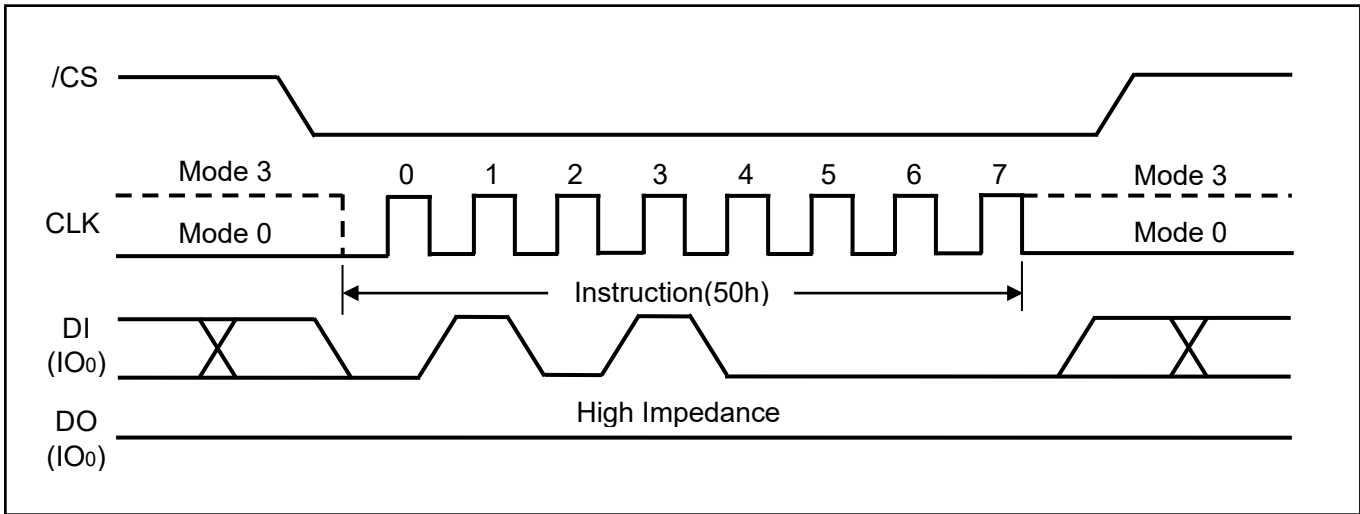 /CS
Mode 3 0 1 2 3 4 5 6 7 Mode 3
CLK
Mode 0 Mode 0
Instruction(50h)
DI
(IO0)
High Impedance
DO
(IO0)